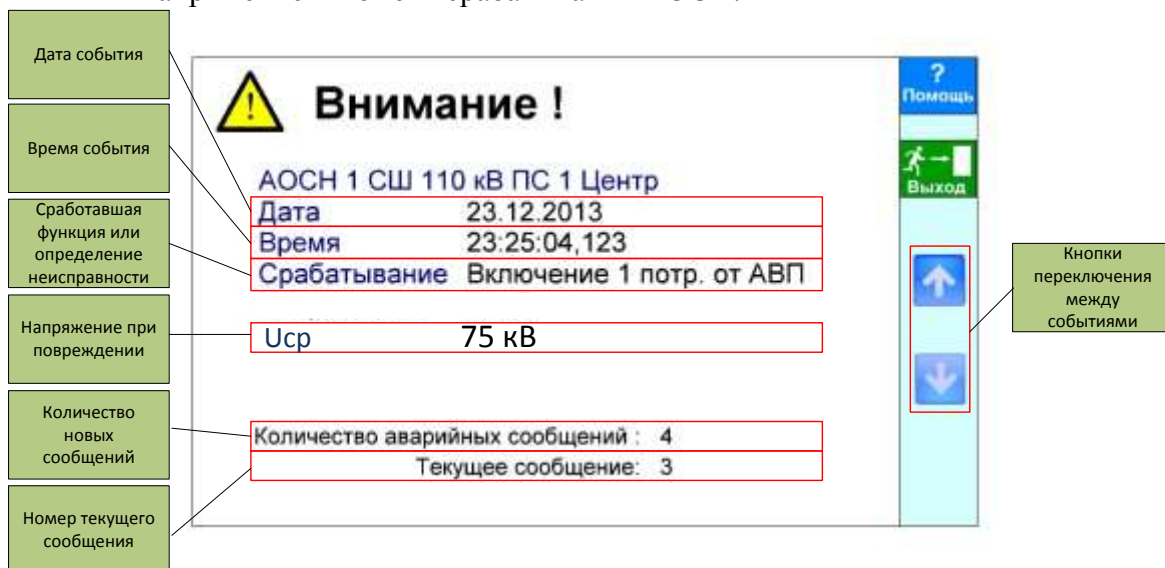 Дата события
Время события
Сработавшая
функция или
определение
неисправности
Напряжение при
повреждении
Количество
новых
сообщений
Номер текущего
сообщения
Внимание !
АОСН 1 СШ 110 кВ ПС 1 Центр
Дата 23.12.2013
Время 23:25:04,123
Срабатывание Включение 1 потр. от АВП
Uср 75 кВ
Количество аварийных сообщений : 4
Текущее сообщение: 3
?
Помощь
Выход
Кнопки
переключения
между
событиями